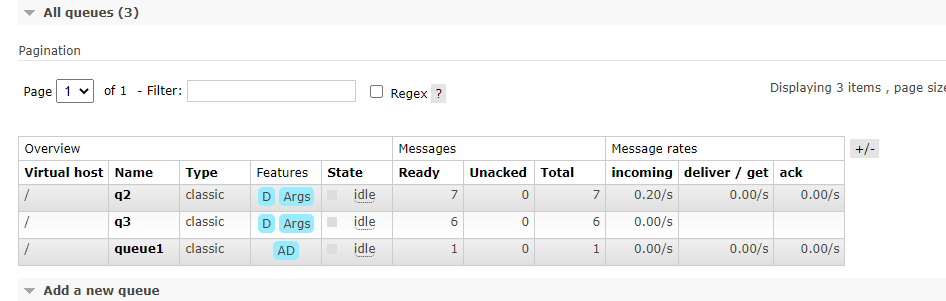 All queues (3)
Pagination
Page 1 of 1 - Filter: Regex ? Displaying 3 items , page size
Overview Messages Message rates +/-
Virtual host Name Type Features State Ready Unacked Total incoming deliver / get ack
/ q2 classic D Args idle 7 0 7 0.20/s 0.00/s 0.00/s
/ q3 classic D Args idle 6 0 6 0.00/s
/ queue1 classic AD idle 1 0 1 0.00/s 0.00/s 0.00/s
Add a new queue